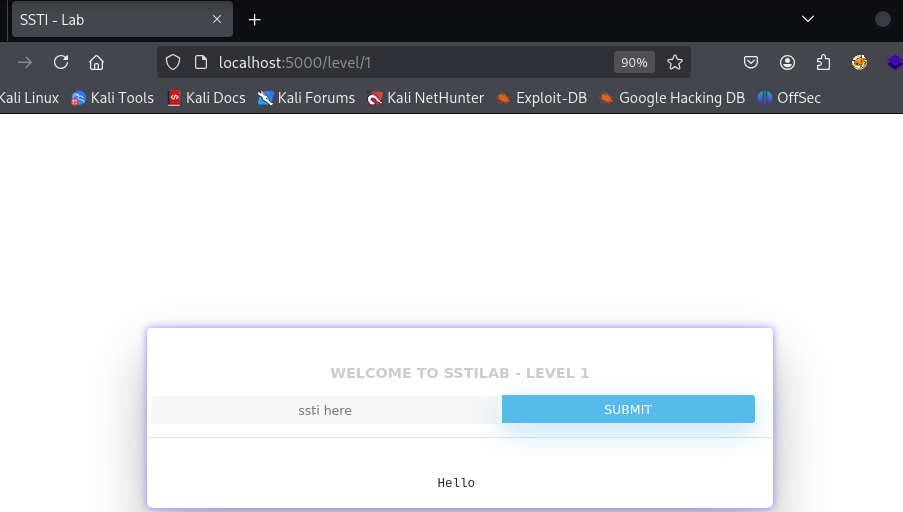 SSTI - Lab
localhost:5000/level/1 90%
Kali Linux Kali Tools Kali Docs Kali Forums Kali NetHunter Exploit-DB Google Hacking DB OffSec
WELCOME TO SSTILAB - LEVEL 1
ssti here SUBMIT
Hello